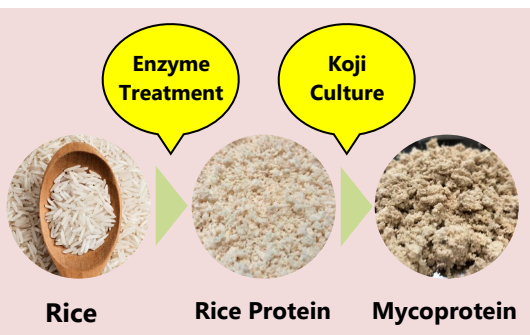 Enzyme
Treatment
Koji
Culture
Rice
Rice Protein
Mycoprotein